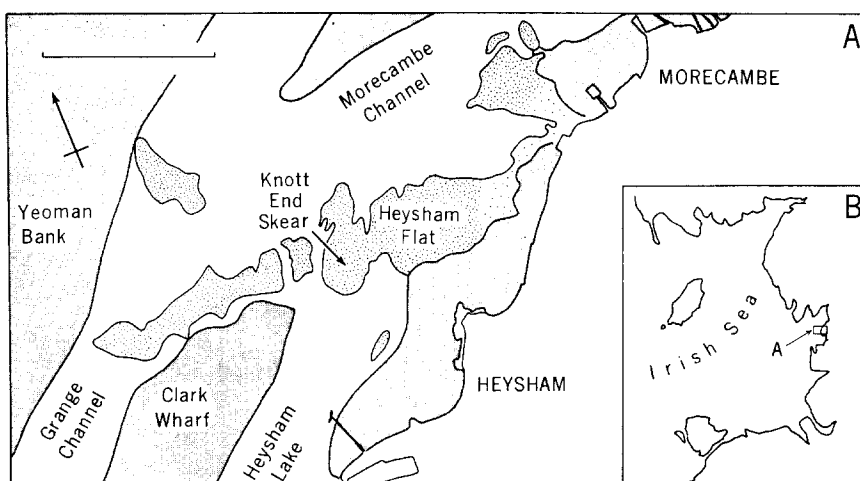 A
MORECAMBE
Morecambe
Channel
Knott
End
Skear
Heysham
Flat
Yeoman
Bank
B
Irish Sea
A
HEYSHAM
Clark
Wharf
Grange
Channel
Heysham
Lake